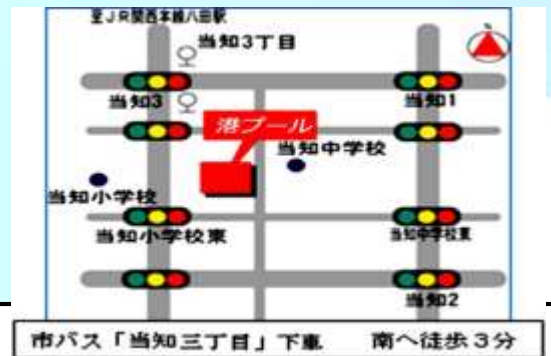 至JR関西本線八田駅
当知3丁目
当知3
当知1
港プール
当知中学校
当知小学校
当知小学校東
当知中学校東
当知2
市バス「当知三丁目」下車 南へ徒歩3分